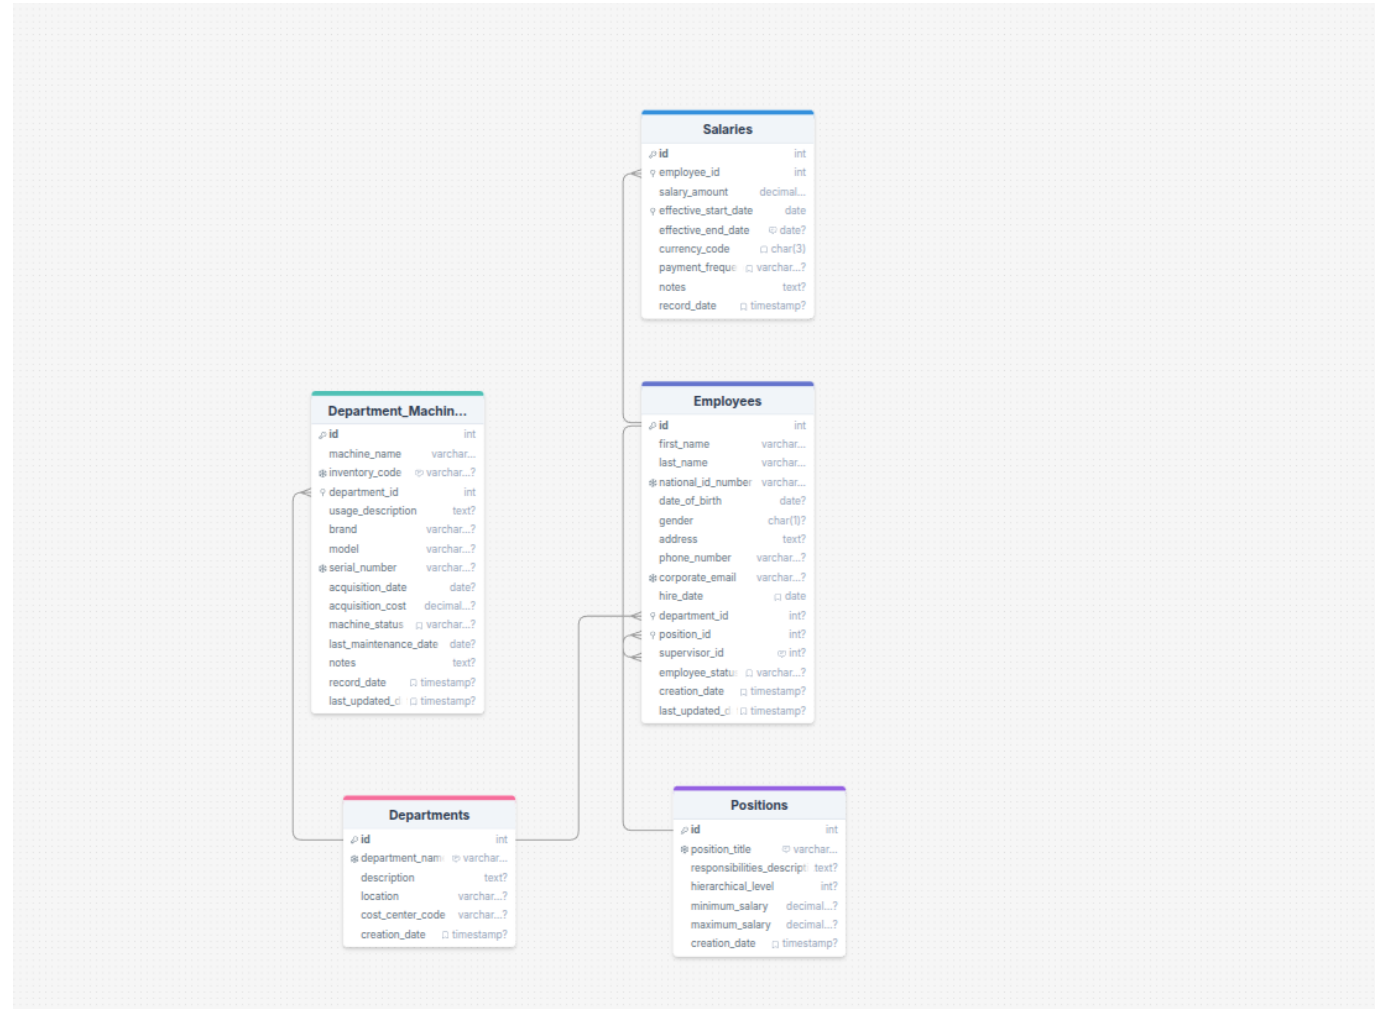 Salaries
id int
employee_id int
salary_amount decimal...
effective_start_date date
effective_end_date date?
currency_code char(3)
payment_freque varchar...?
notes text?
record_date timestamp?
Department_Machin...
id int
machine_name varchar...
inventory_code varchar...?
department_id int
usage_description text?
brand varchar...?
model varchar...?
serial_number varchar...?
acquisition_date date?
acquisition_cost decimal...?
machine_status varchar...?
last_maintenance_date date?
notes text?
record_date timestamp?
last_updated_d timestamp?
Employees
id int
first_name varchar...
last_name varchar...
national_id_number varchar...
date_of_birth date?
gender char(1)?
address text?
phone_number varchar...?
corporate_email varchar...?
hire_date date
department_id int?
position_id int?
supervisor_id int?
employee_statu varchar...?
creation_date timestamp?
last_updated_d timestamp?
Departments
id int
department_nam varchar...
description text?
location varchar...?
cost_center_code varchar...?
creation_date timestamp?
Positions
id int
position_title varchar...
responsibilities_descript text?
hierarchical_level int?
minimum_salary decimal...?
maximum_salary decimal...?
creation_date timestamp?